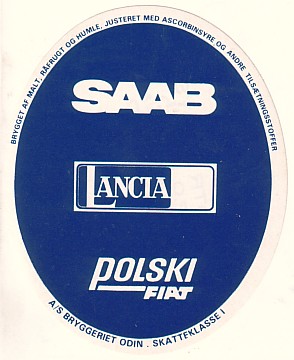 BRYGGET AF MALT, RÅFRUGT OG HUMLE, JUSTERET MED ASCORBINSYRE OG ANDRE TILSÆTNINGSSTOFFER
SAAB
LANCIA
POLSKI
FIAT
A/S BRYGGERIET ODIN . SKATTEKLASSE I